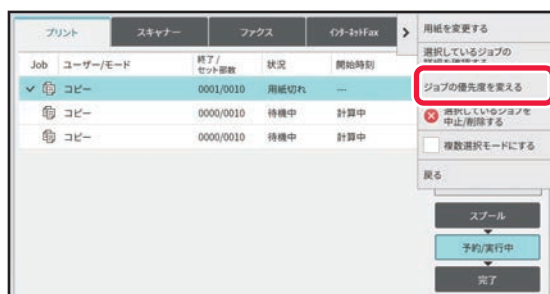 プリント
スキャナー
ファクス
インターネットFax
用紙を変更する
選択しているジョブの
詳細を確認する
ジョブの優先度を変える
選択しているジョブを
中止/削除する
複数選択モードにする
戻る
Job ユーザー/モード 終了/セット部数 状況 開始時刻
コピー 0001/0010 用紙切れ ---
コピー 0000/0010 待機中 計算中
コピー 0000/0010 待機中 計算中
スプール
予約/実行中
完了